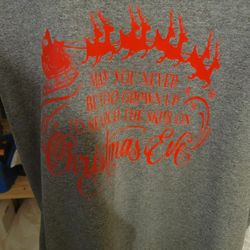 MAY YOU NEVER
BE TOO GROWN UP
TO SEARCH THE SKIES ON
Christmas Eve